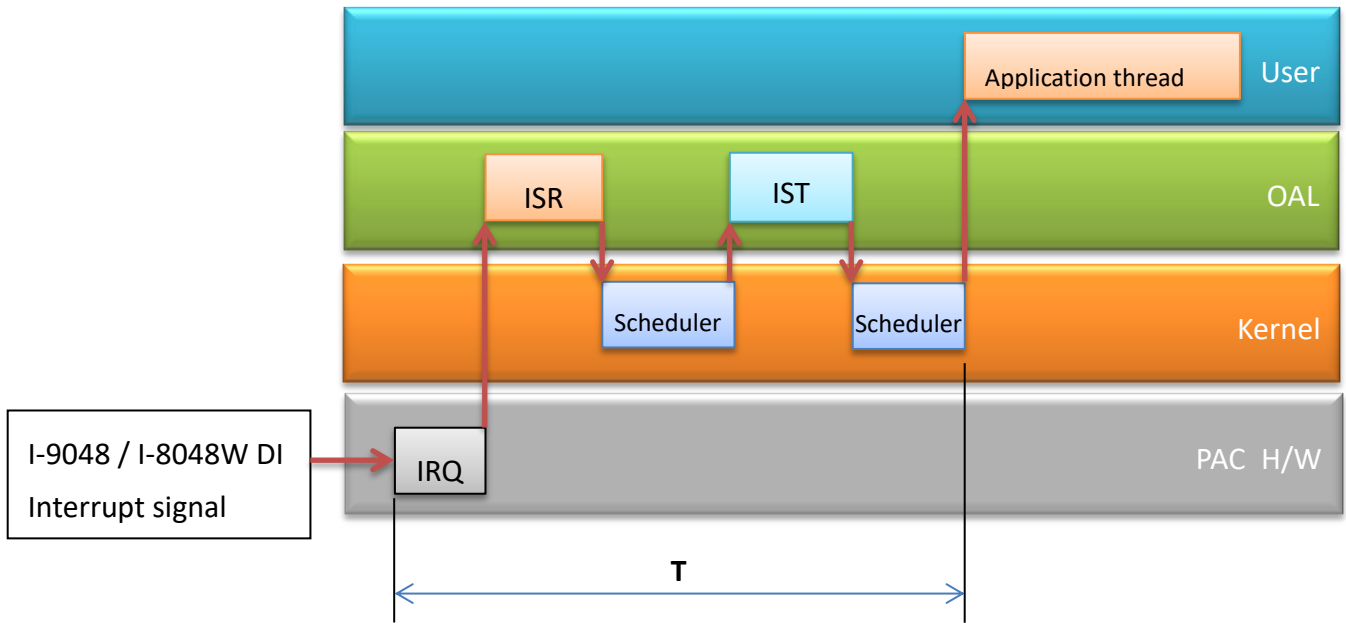 Application thread
User
ISR
IST
OAL
Scheduler
Scheduler
Kernel
I-9048 / I-8048W DI
Interrupt signal
IRQ
PAC H/W
T